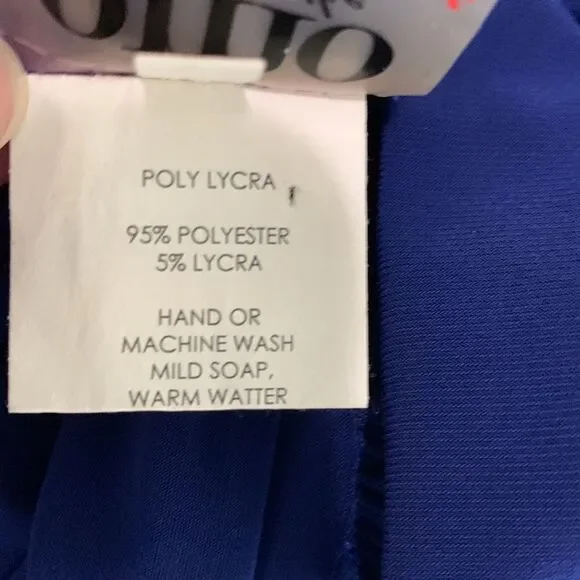 POLY LYCRA
95% POLYESTER
5% LYCRA
HAND OR
MACHINE WASH
MILD SOAP,
WARM WATTER